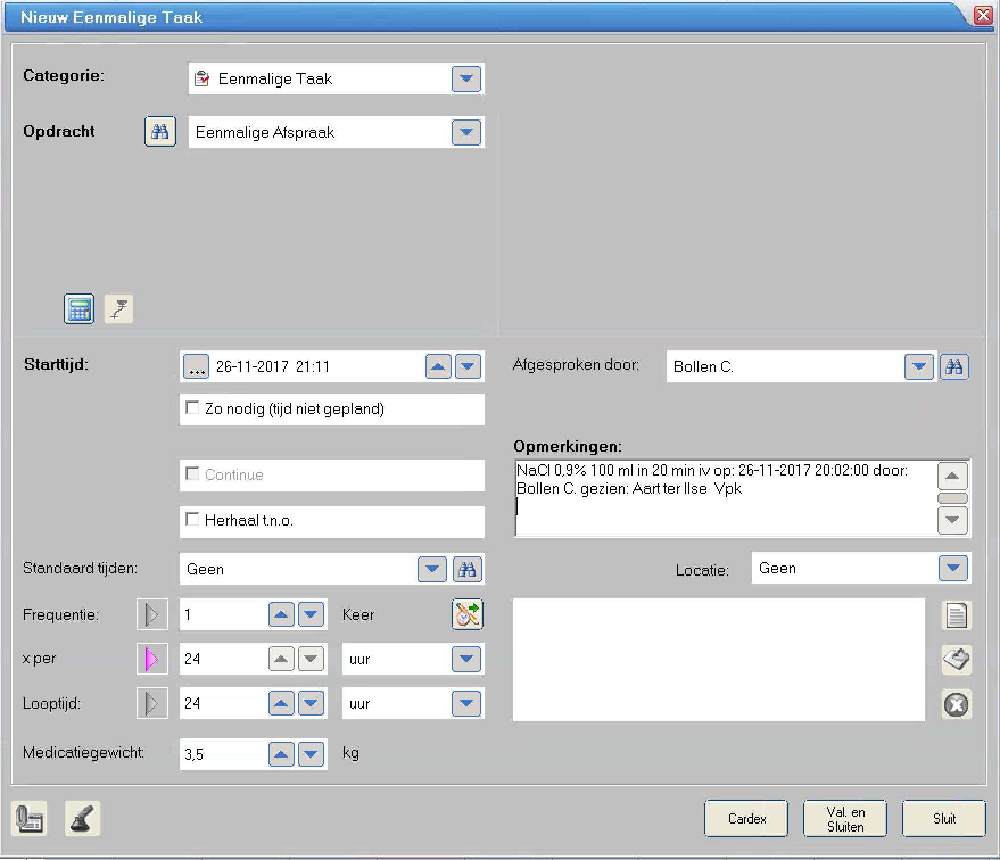 Nieuw Eenmalige Taak
Categorie:
Eenmalige Taak
Opdracht
Eenmalige Afspraak
Starttijd:
... 26-11-2017 21:11
Afgesproken door:
Bollen C.
Zo nodig (tijd niet gepland)
Opmerkingen:
NaCl 0,9% 100 ml in 20 min iv op: 26-11-2017 20:02:00 door:
Bollen C. gezien: Aart ter Ilse Vpk
Continue
Herhaal t.n.o.
Standaard tijden:
Geen
Locatie:
Geen
Frequentie:
1
Keer
x per
24
uur
Looptijd:
24
uur
Medicatiegewicht:
3,5
kg
Cardex
Val. en
Sluiten
Sluit